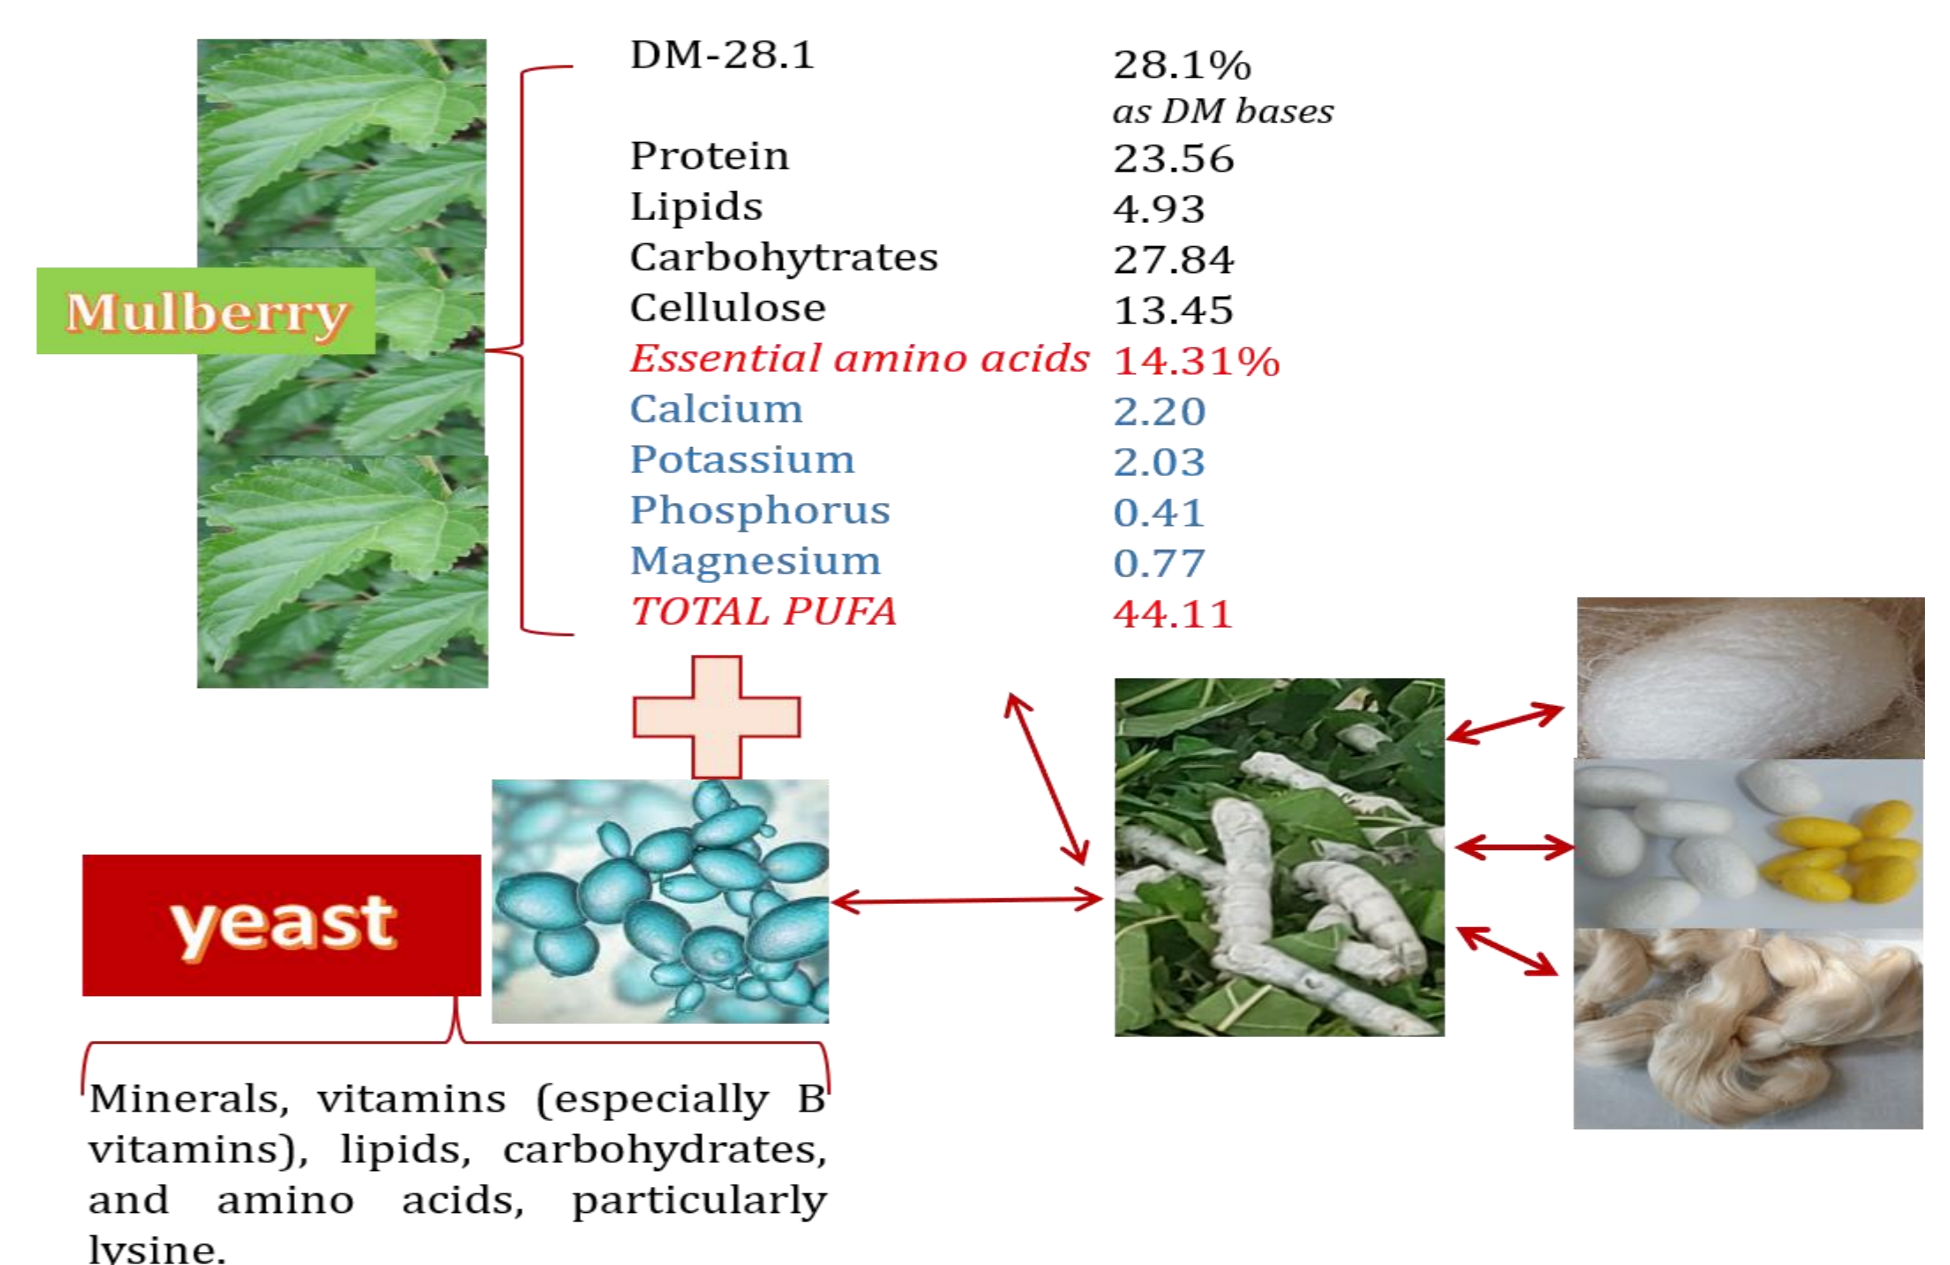 DM-28.1 28.1%
as DM bases
Protein 23.56
Lipids 4.93
Carbohytrates 27.84
Mulberry
Cellulose 13.45
Essential amino acids 14.31%
Calcium 2.20
Potassium 2.03
Phosphorus 0.41
Magnesium 0.77
TOTAL PUFA 44.11
yeast
Minerals, vitamins (especially B
vitamins), lipids, carbohydrates,
and amino acids, particularly
lysine.